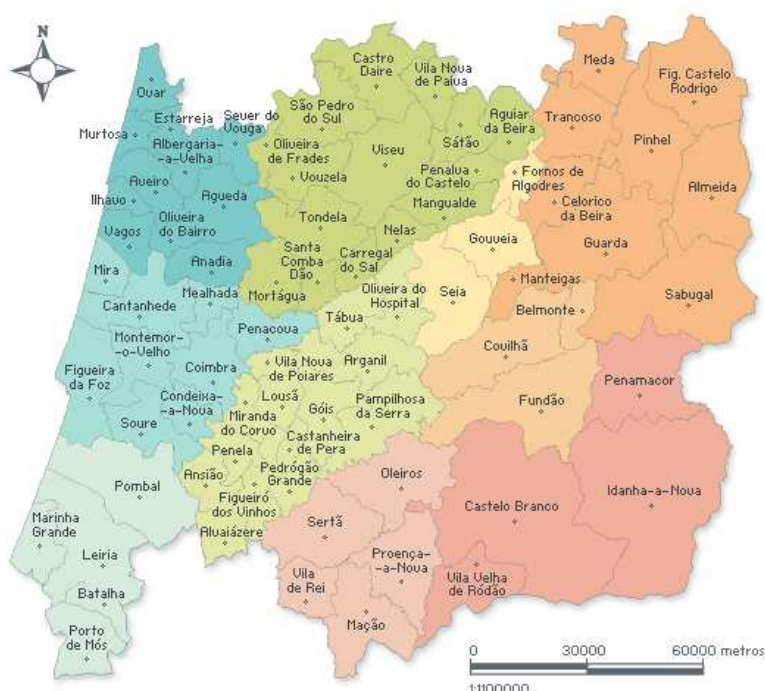 N
Castro
Daire
Vila Nova
de Paiva
Meda
Fig. Castelo
Rodrigo
Ovar
Estarreja
Sever do
Vouga
São Pedro
do Sul
Aguiar
da Beira
Trancoso
Murtosa
Albergaria-
-a-Velha
Oliveira
de Frades
Viseu
Sátão
Pinhel
Aveiro
Vouzela
Penalva
do Castelo
Fornos de
Algodres
Almeida
Ílhavo
Águeda
Mangualde
Celorico
da Beira
Oliveira
do Bairro
Tondela
Vagos
Nelas
Gouveia
Guarda
Anadia
Santa
Comba
Dão
Carregal
do Sal
Mira
Mealhada
Mortágua
Oliveira do
Hospital
Seia
Manteigas
Sabugal
Cantanhede
Tábua
Belmonte
Penacova
Montemor-
-o-Velho
Covilhã
Figueira
da Foz
Coimbra
Vila Nova
de Poiares
Arganil
Penamacor
Condeixa-
-a-Nova
Lousã
Góis
Pampilhosa
da Serra
Fundão
Soure
Miranda
do Corvo
Castanheira
de Pera
Penela
Pombal
Ansião
Pedrógão
Grande
Oleiros
Idanha-a-Nova
Figueiró
dos Vinhos
Castelo Branco
Marinha
Grande
Alvaiázere
Sertã
Leiria
Proença-
-a-Nova
Batalha
Vila
de Rei
Vila Velha
de Ródão
Porto
de Mós
Mação
0 30000 60000 metros
1:1100000